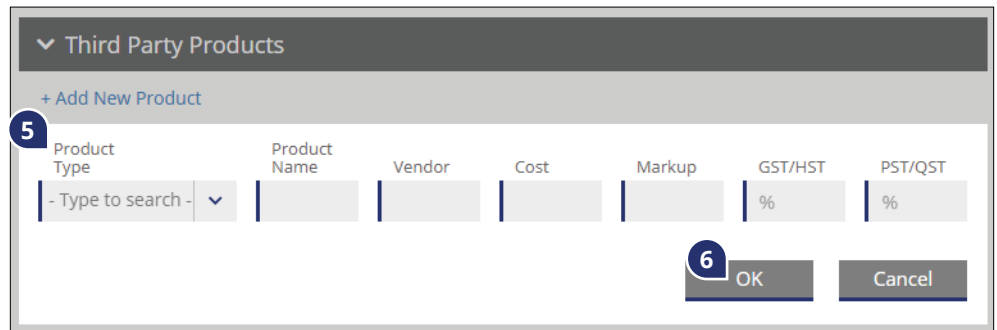 Third Party Products
+ Add New Product
5
Product Type
Product Name
Vendor
Cost
Markup
GST/HST
PST/QST
- Type to search -
%
%
6
OK
Cancel